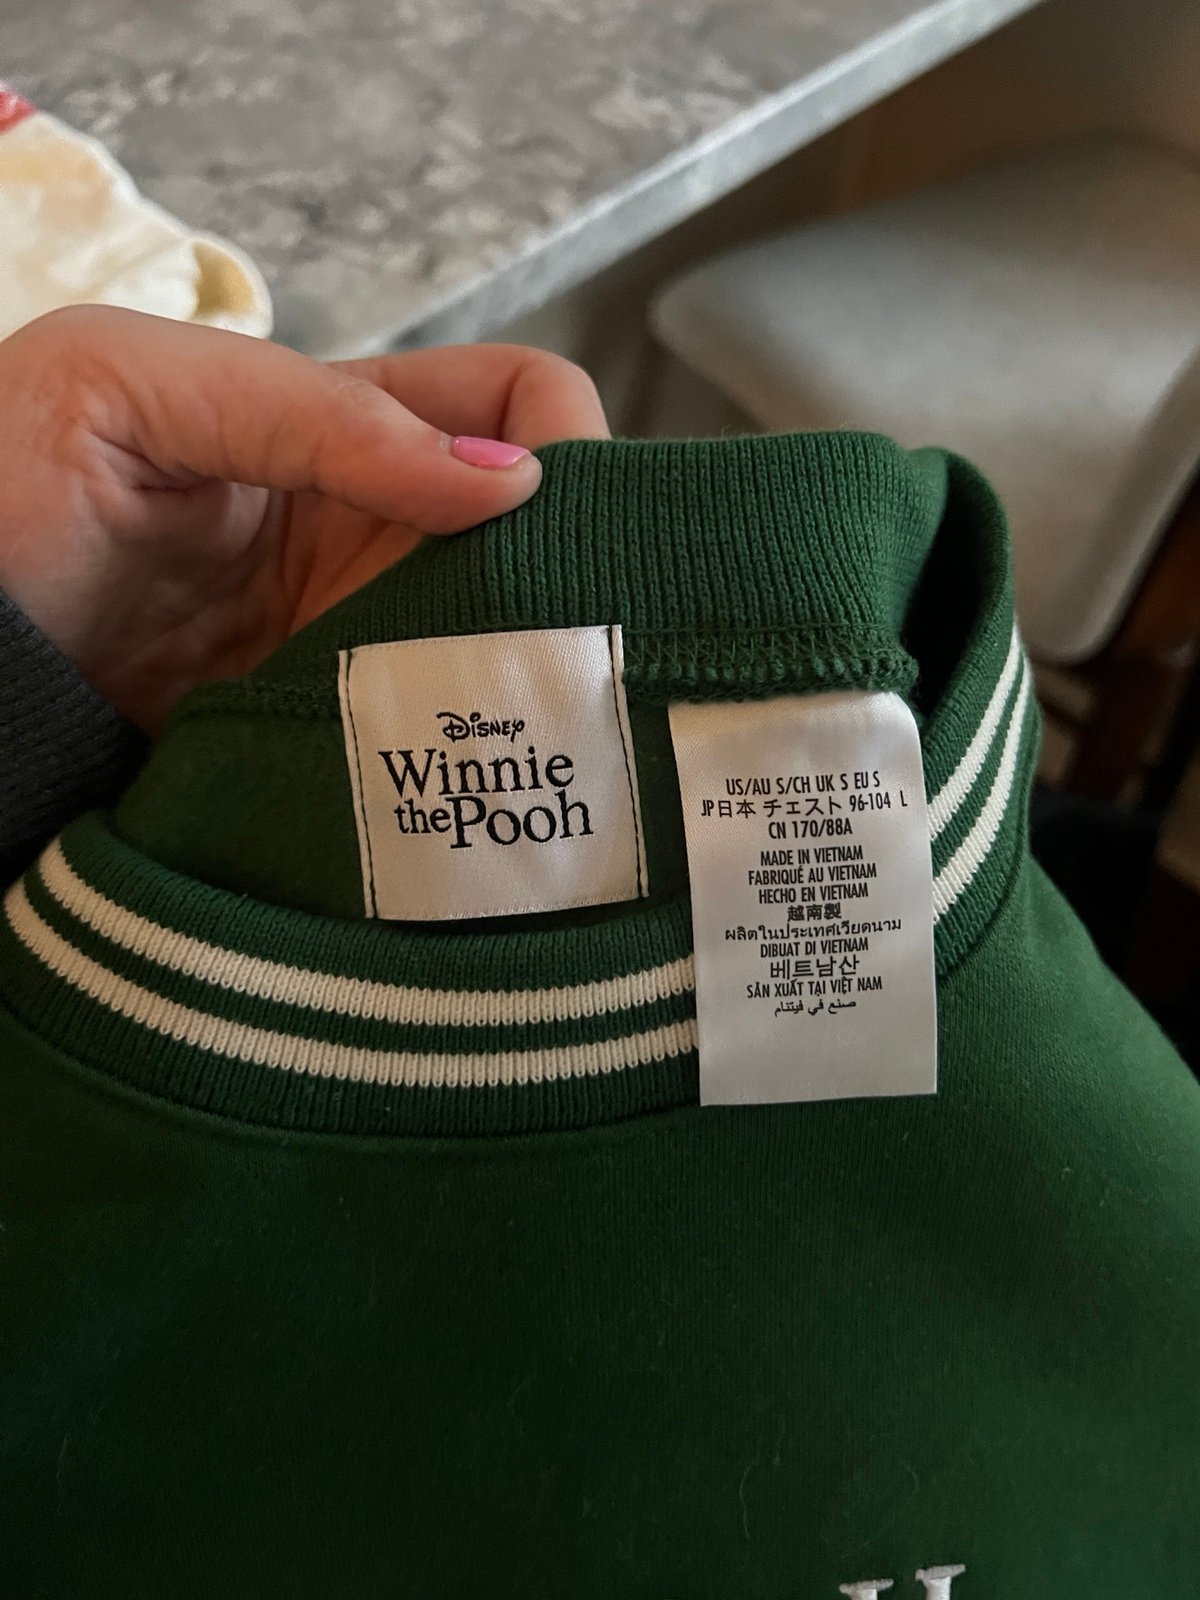 Disney
Winnie
the Pooh
US/AU S/CH UK S EU S
JP日本 チェスト 96-104 L
CN 170/88A
MADE IN VIETNAM
FABRIQUÉ AU VIETNAM
HECHO EN VIETNAM
越南製
ผลิตในประเทศเวียดนาม
DIBUAT DI VIETNAM
베트남산
SẢN XUẤT TẠI VIỆT NAM
صنع في فيتنام